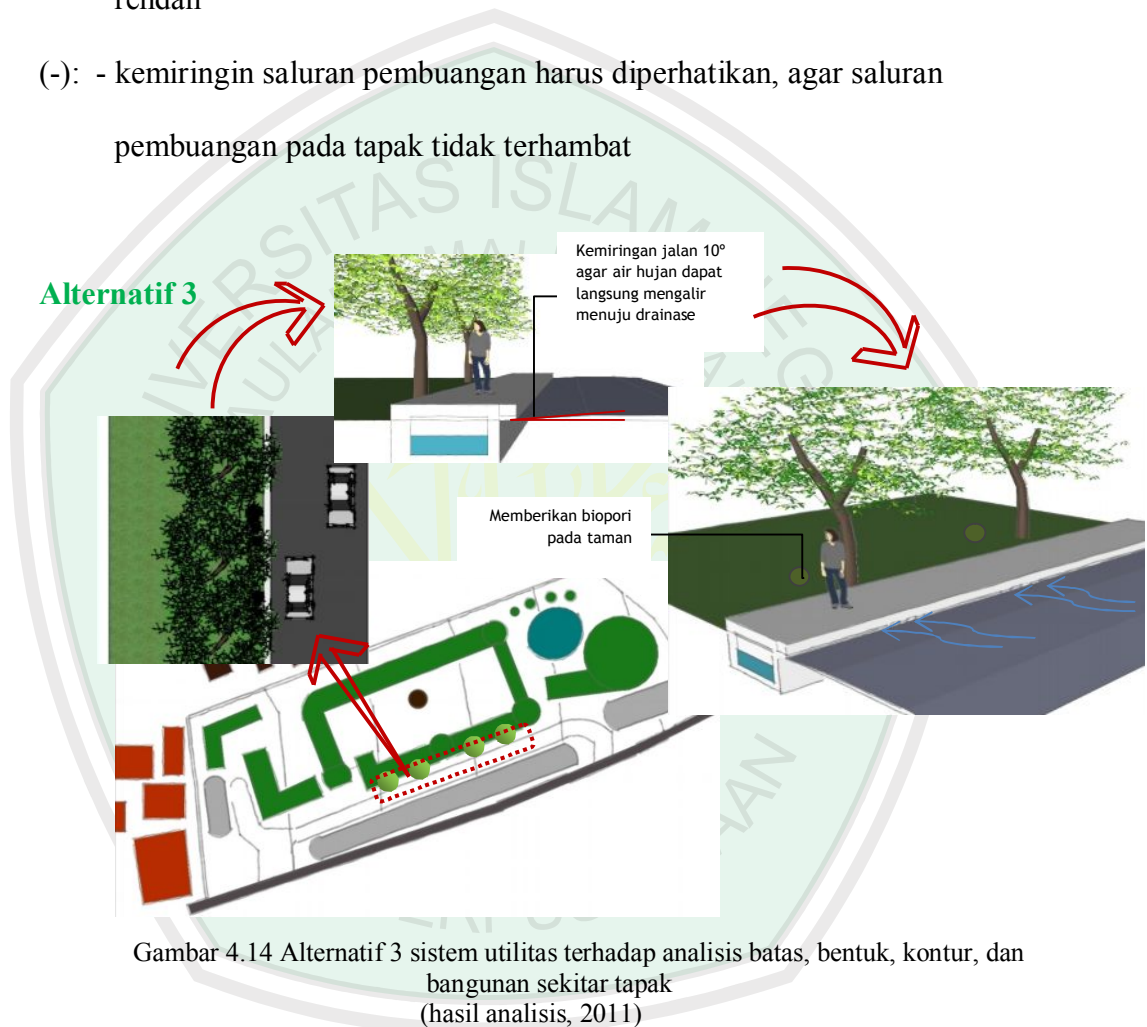 rendah
(-): - kemiringin saluran pembuangan harus diperhatikan, agar saluran
pembuangan pada tapak tidak terhambat
Alternatif 3
Kemiringan jalan 10º
agar air hujan dapat
langsung mengalir
menuju drainase
Memberikan biopori
pada taman
Gambar 4.14 Alternatif 3 sistem utilitas terhadap analisis batas, bentuk, kontur, dan
bangunan sekitar tapak
(hasil analisis, 2011)